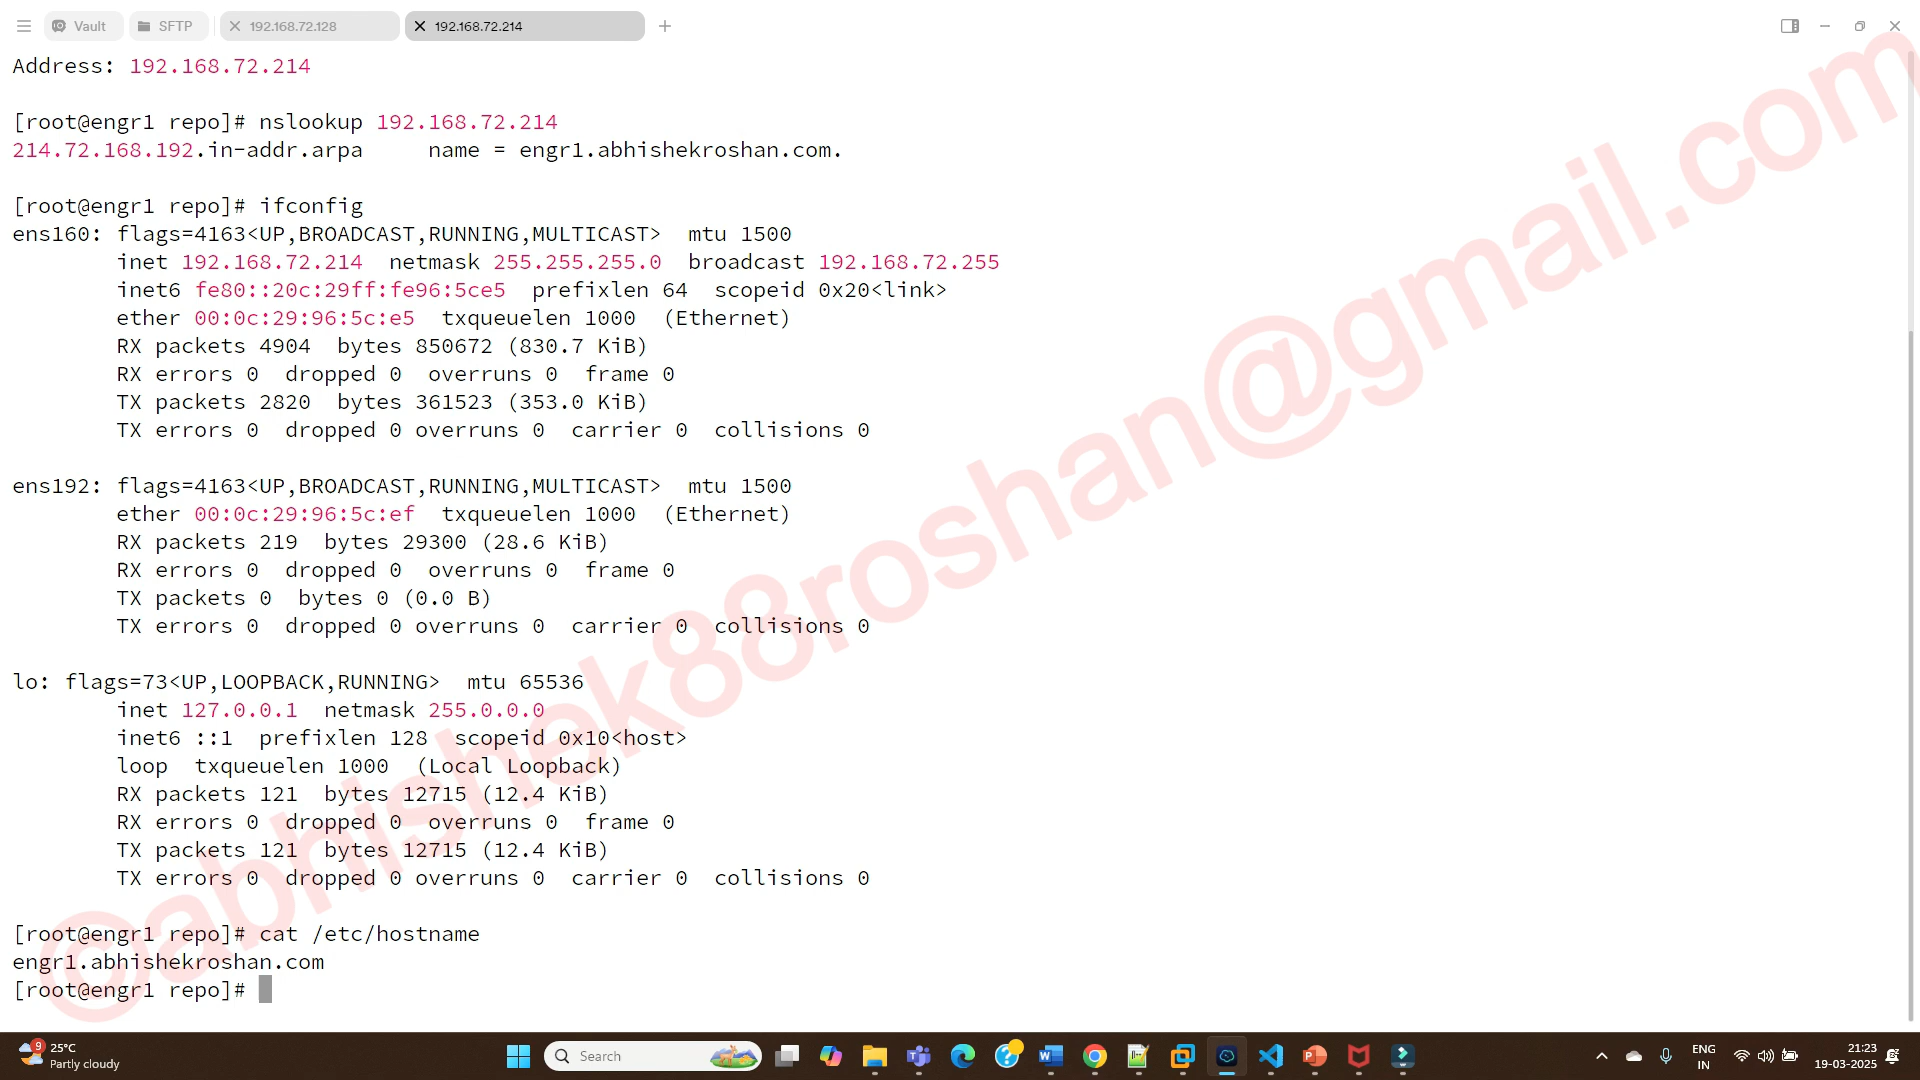 Vault
SFTP
192.168.72.128
192.168.72.214
Address: 192.168.72.214
[root@engr1 repo]# nslookup 192.168.72.214
214.72.168.192.in-addr.arpa     name = engr1.abhishekroshan.com.
[root@engr1 repo]# ifconfig
ens160: flags=4163<UP,BROADCAST,RUNNING,MULTICAST>  mtu 1500
        inet 192.168.72.214  netmask 255.255.255.0  broadcast 192.168.72.255
        inet6 fe80::20c:29ff:fe96:5ce5  prefixlen 64  scopeid 0x20<link>
        ether 00:0c:29:96:5c:e5  txqueuelen 1000  (Ethernet)
        RX packets 4904  bytes 850672 (830.7 KiB)
        RX errors 0  dropped 0  overruns 0  frame 0
        TX packets 2820  bytes 361523 (353.0 KiB)
        TX errors 0  dropped 0 overruns 0  carrier 0  collisions 0
ens192: flags=4163<UP,BROADCAST,RUNNING,MULTICAST>  mtu 1500
        ether 00:0c:29:96:5c:ef  txqueuelen 1000  (Ethernet)
        RX packets 219  bytes 29300 (28.6 KiB)
        RX errors 0  dropped 0  overruns 0  frame 0
        TX packets 0  bytes 0 (0.0 B)
        TX errors 0  dropped 0 overruns 0  carrier 0  collisions 0
lo: flags=73<UP,LOOPBACK,RUNNING>  mtu 65536
        inet 127.0.0.1  netmask 255.0.0.0
        inet6 ::1  prefixlen 128  scopeid 0x10<host>
        loop  txqueuelen 1000  (Local Loopback)
        RX packets 121  bytes 12715 (12.4 KiB)
        RX errors 0  dropped 0  overruns 0  frame 0
        TX packets 121  bytes 12715 (12.4 KiB)
        TX errors 0  dropped 0 overruns 0  carrier 0  collisions 0
[root@engr1 repo]# cat /etc/hostname
engr1.abhishekroshan.com
[root@engr1 repo]#
©abhishek88roshan@gmail.com
9
25°C
Partly cloudy
Search
ENG
IN
21:23
19-03-2025